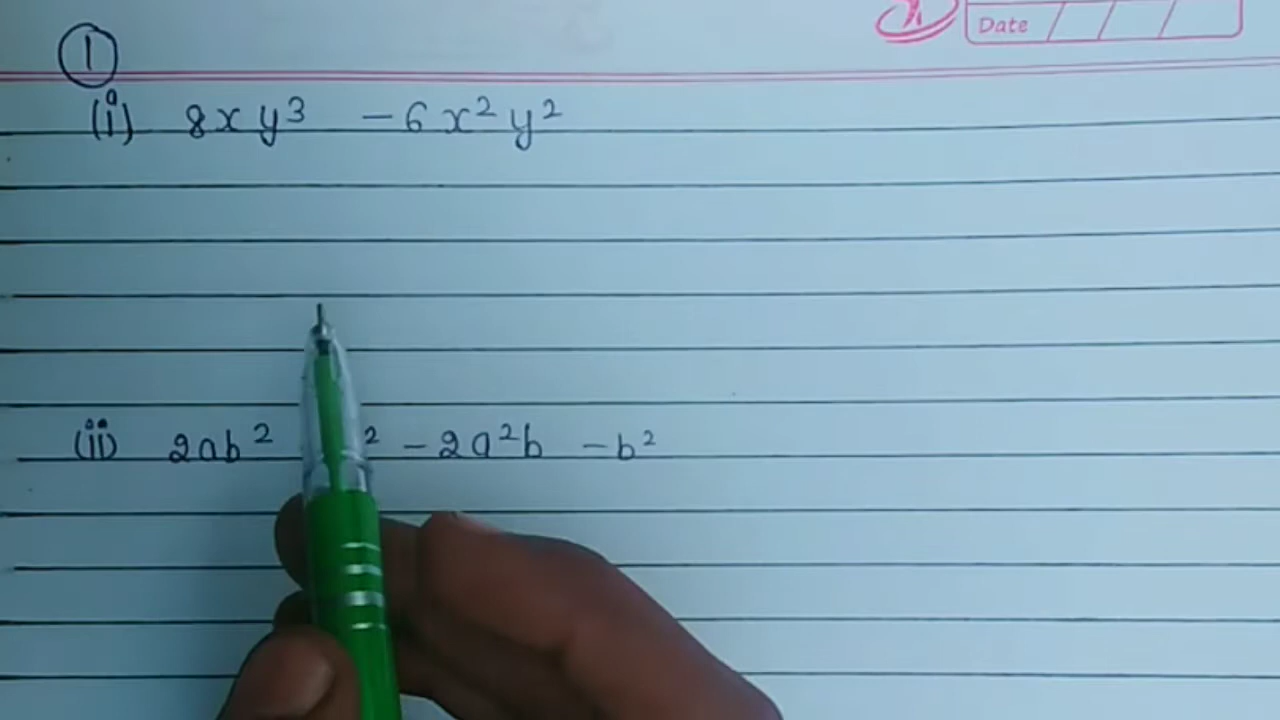 Date
①
(i) 8xy³ - 6x²y²
(ii) 2ab² ² - 2a²b - b²